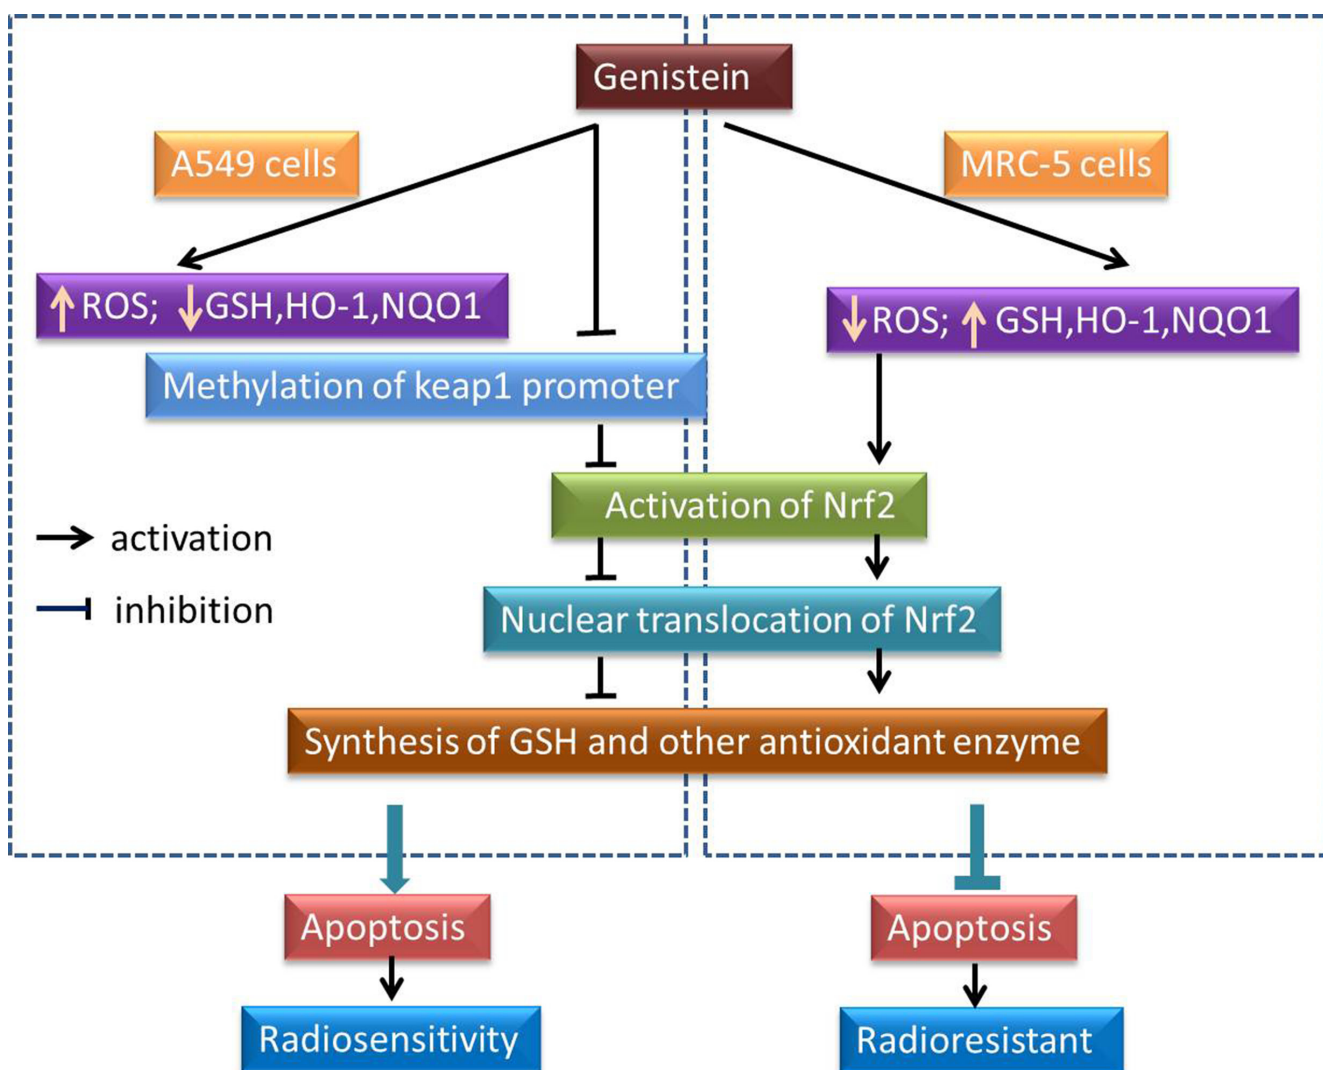 Genistein
A549 cells
MRC-5 cells
↑ROS; ↓GSH,HO-1,NQO1
↓ROS; ↑GSH,HO-1,NQO1
Methylation of keap1 promoter
Activation of Nrf2
activation
Nuclear translocation of Nrf2
inhibition
Synthesis of GSH and other antioxidant enzyme
Apoptosis
Apoptosis
Radiosensitivity
Radioresistant